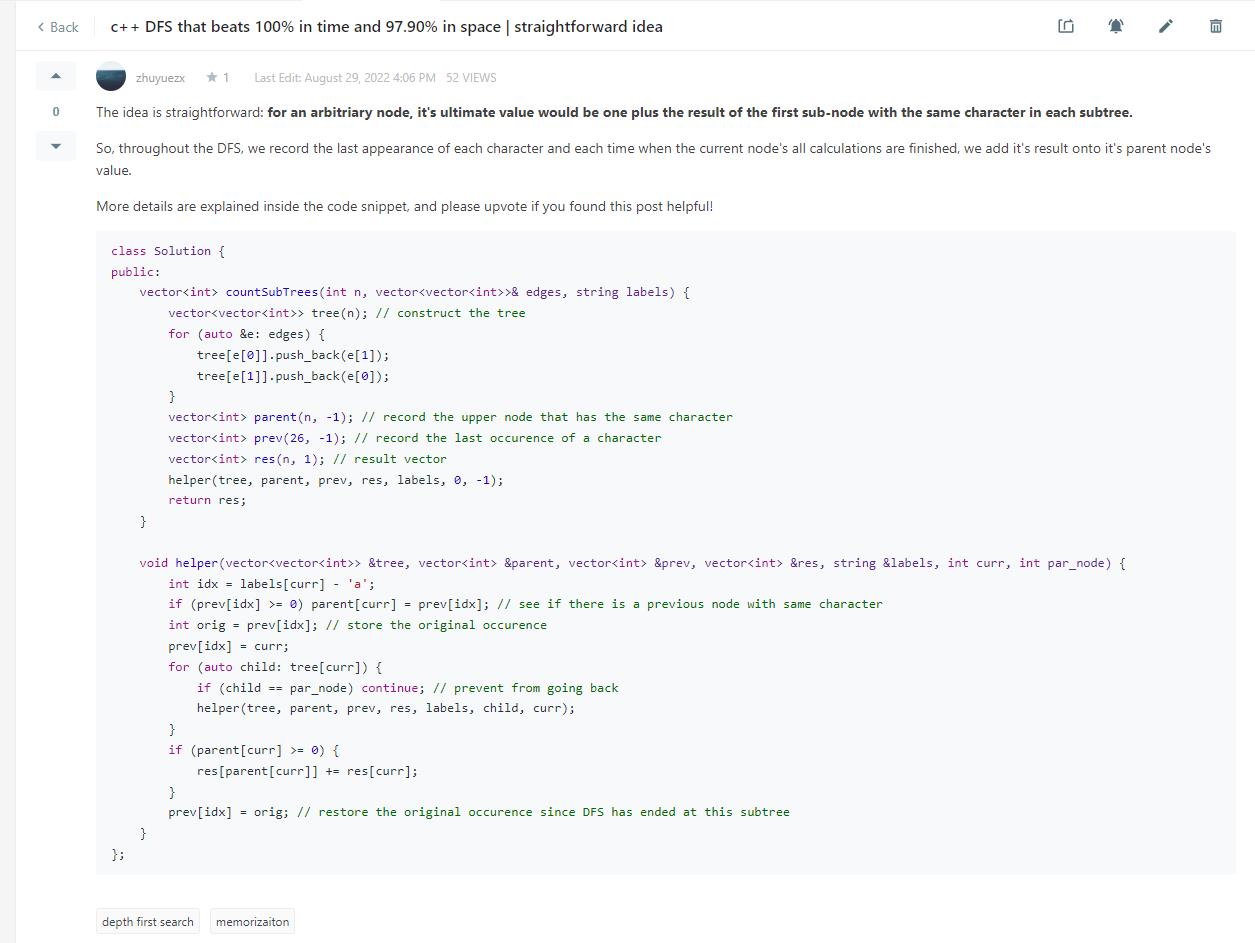 Back
c++ DFS that beats 100% in time and 97.90% in space | straightforward idea
zhuyuezx ★ 1 Last Edit: August 29, 2022 4:06 PM 52 VIEWS
0
The idea is straightforward: for an arbitriary node, it's ultimate value would be one plus the result of the first sub-node with the same character in each subtree.
So, throughout the DFS, we record the last appearance of each character and each time when the current node's all calculations are finished, we add it's result onto it's parent node's
value.
More details are explained inside the code snippet, and please upvote if you found this post helpful!
class Solution {
public:
    vector<int> countSubTrees(int n, vector<vector<int>>& edges, string labels) {
        vector<vector<int>> tree(n); // construct the tree
        for (auto &e: edges) {
            tree[e[0]].push_back(e[1]);
            tree[e[1]].push_back(e[0]);
        }
        vector<int> parent(n, -1); // record the upper node that has the same character
        vector<int> prev(26, -1); // record the last occurence of a character
        vector<int> res(n, 1); // result vector
        helper(tree, parent, prev, res, labels, 0, -1);
        return res;
    }
    void helper(vector<vector<int>> &tree, vector<int> &parent, vector<int> &prev, vector<int> &res, string &labels, int curr, int par_node) {
        int idx = labels[curr] - 'a';
        if (prev[idx] >= 0) parent[curr] = prev[idx]; // see if there is a previous node with same character
        int orig = prev[idx]; // store the original occurence
        prev[idx] = curr;
        for (auto child: tree[curr]) {
            if (child == par_node) continue; // prevent from going back
            helper(tree, parent, prev, res, labels, child, curr);
        }
        if (parent[curr] >= 0) {
            res[parent[curr]] += res[curr];
        }
        prev[idx] = orig; // restore the original occurence since DFS has ended at this subtree
    }
};
depth first search memorizaiton